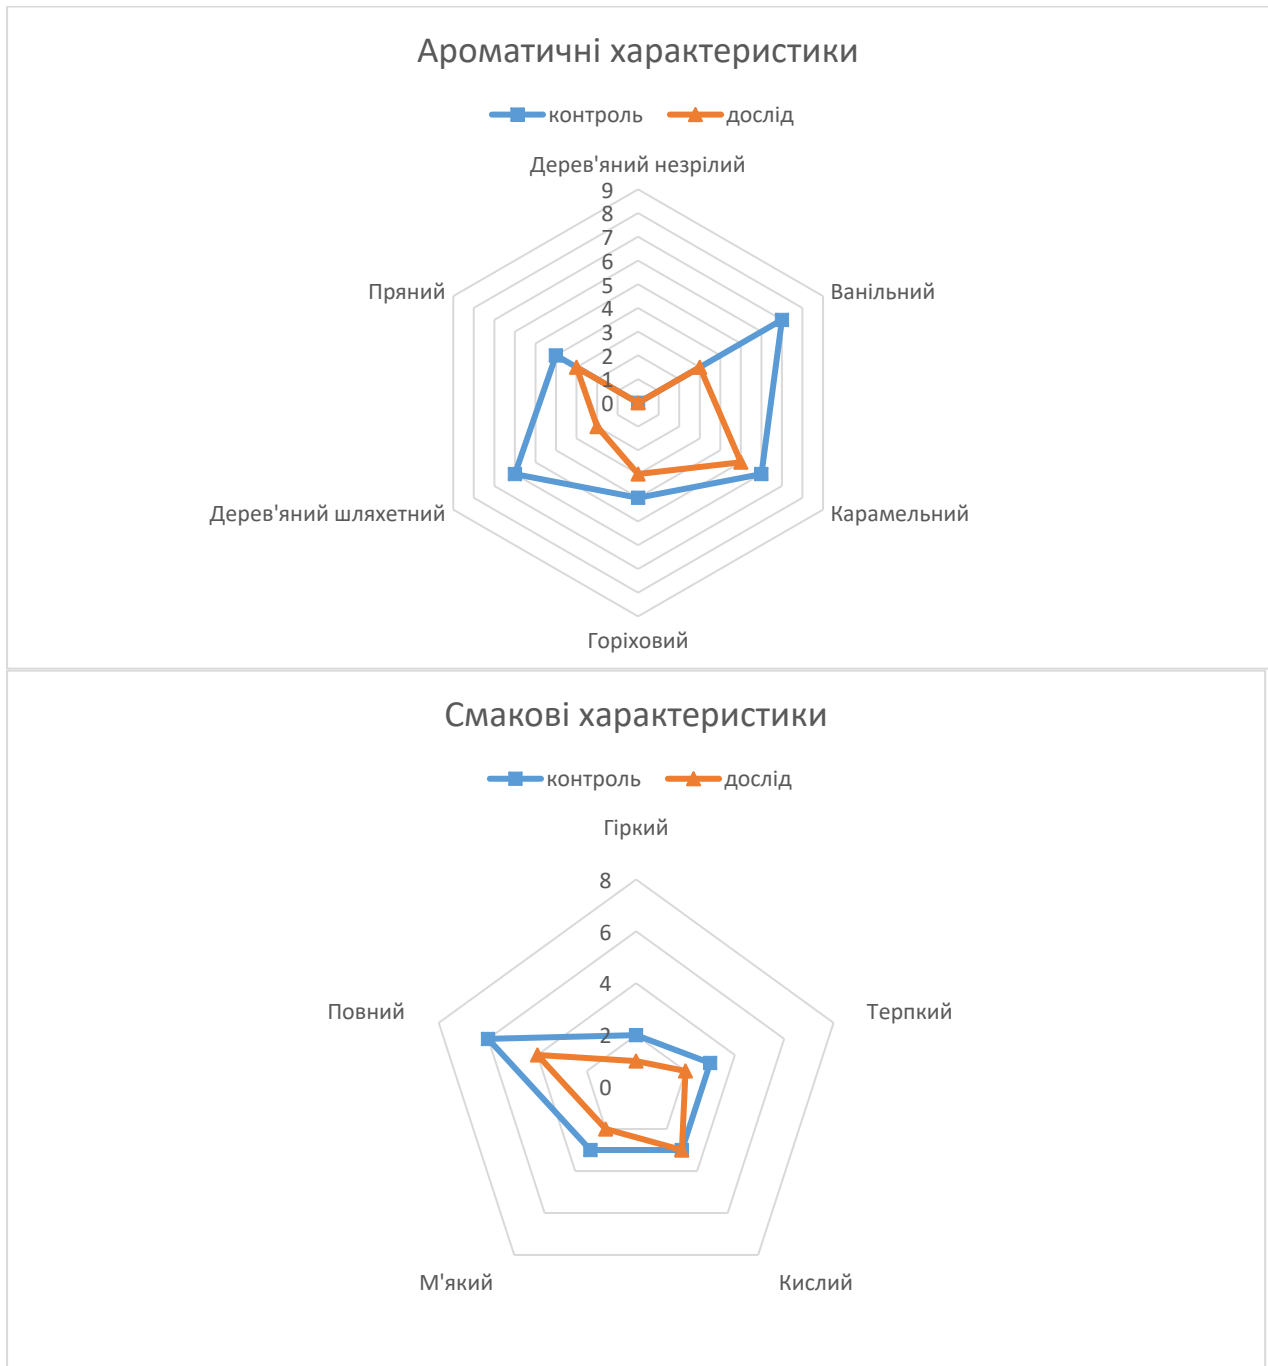 Ароматичні характеристики
контроль дослід
Дерев'яний незрілий
9
8
7
6
5
4
3
2
1
0
Пряний
Ванільний
Дерев'яний шляхетний
Карамельний
Горіховий
Смакові характеристики
контроль дослід
Гіркий
8
6
4
2
0
Повний
Терпкий
М'який
Кислий